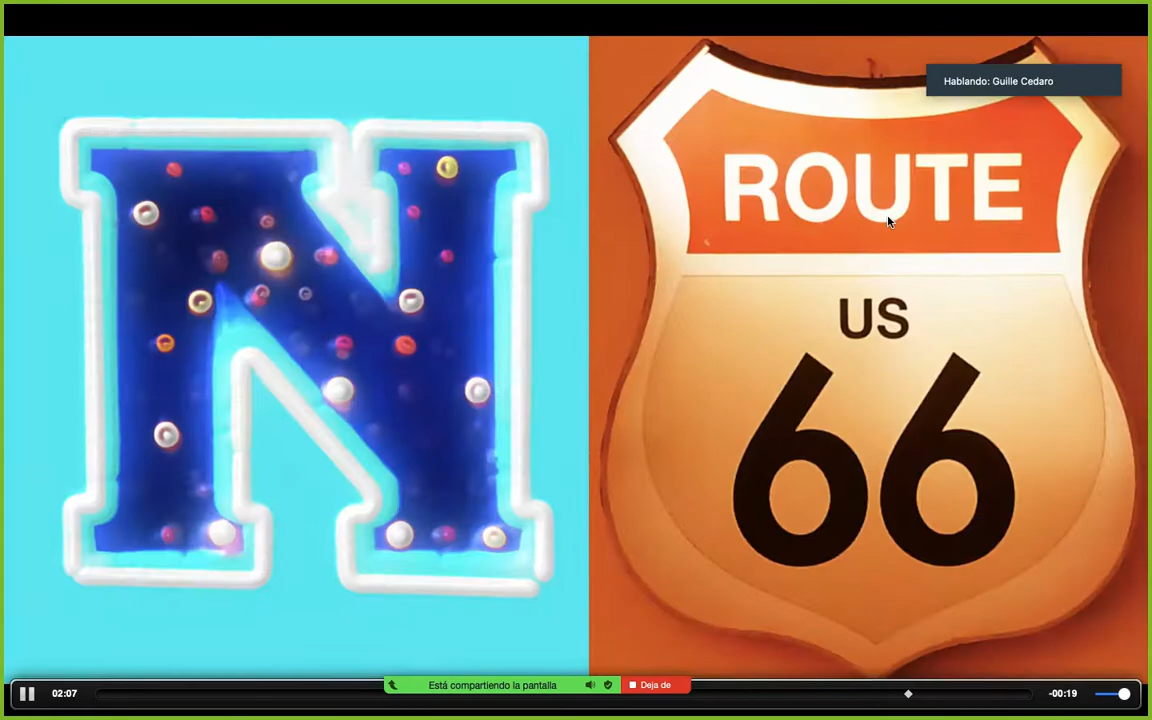 N
Hablando: Guille Cedaro
ROUTE
US
66
02:07
Está compartiendo la pantalla
Deja de
-00:19